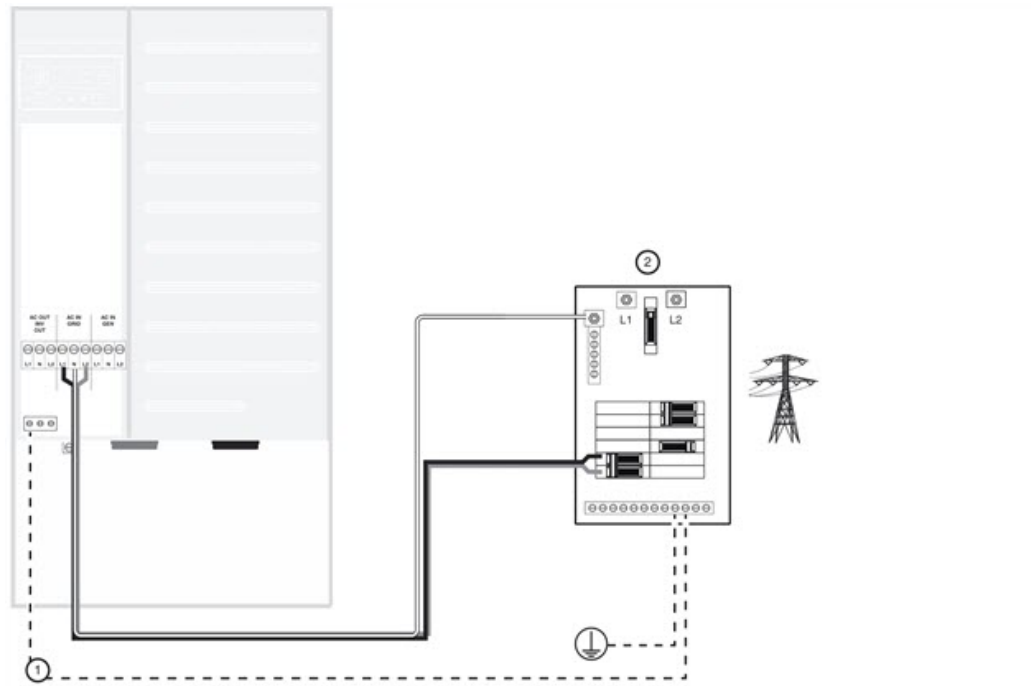 AC OUT
INV
OUT
AC IN
GRID
AC IN
GEN
L1 N L2 L1 N L2 L1 N L2
2
L1
L2
1